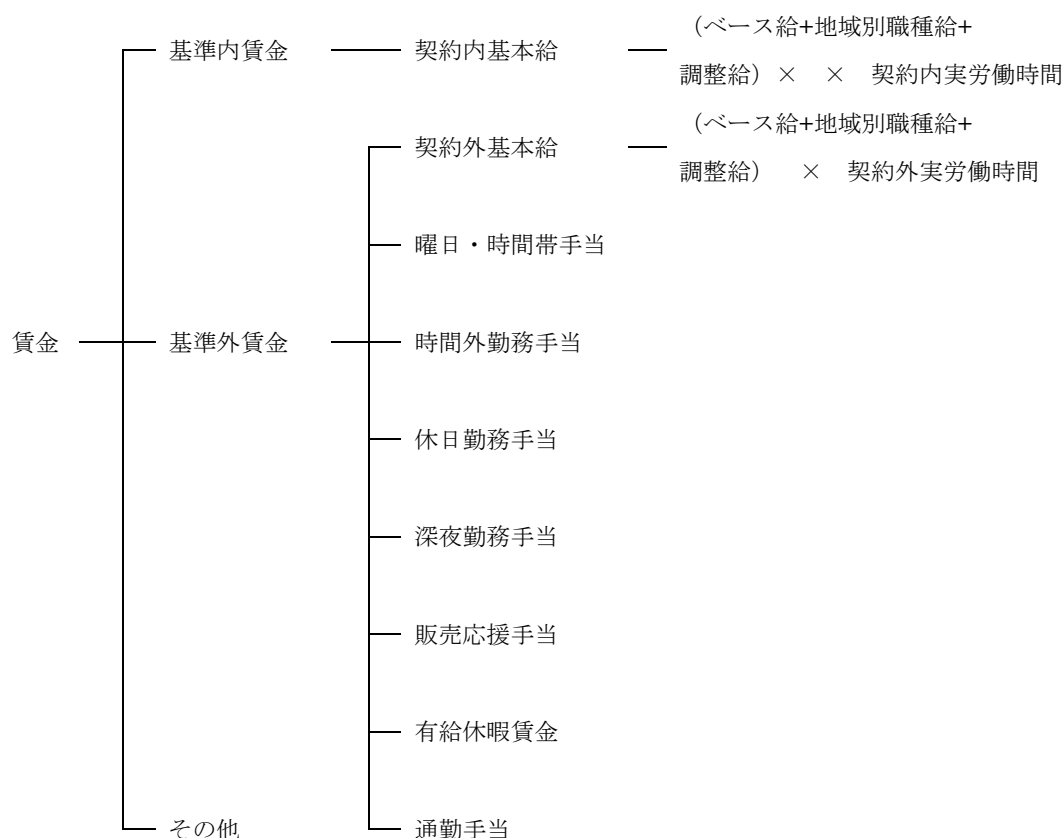 (ベース給+地域別職種給+
基準内賃金 契約内基本給
調整給) × × 契約内実労働時間
(ベース給+地域別職種給+
契約外基本給
調整給) × 契約外実労働時間
曜日・時間帯手当
賃金 基準外賃金 時間外勤務手当
休日勤務手当
深夜勤務手当
販売応援手当
有給休暇賃金
その他 通勤手当